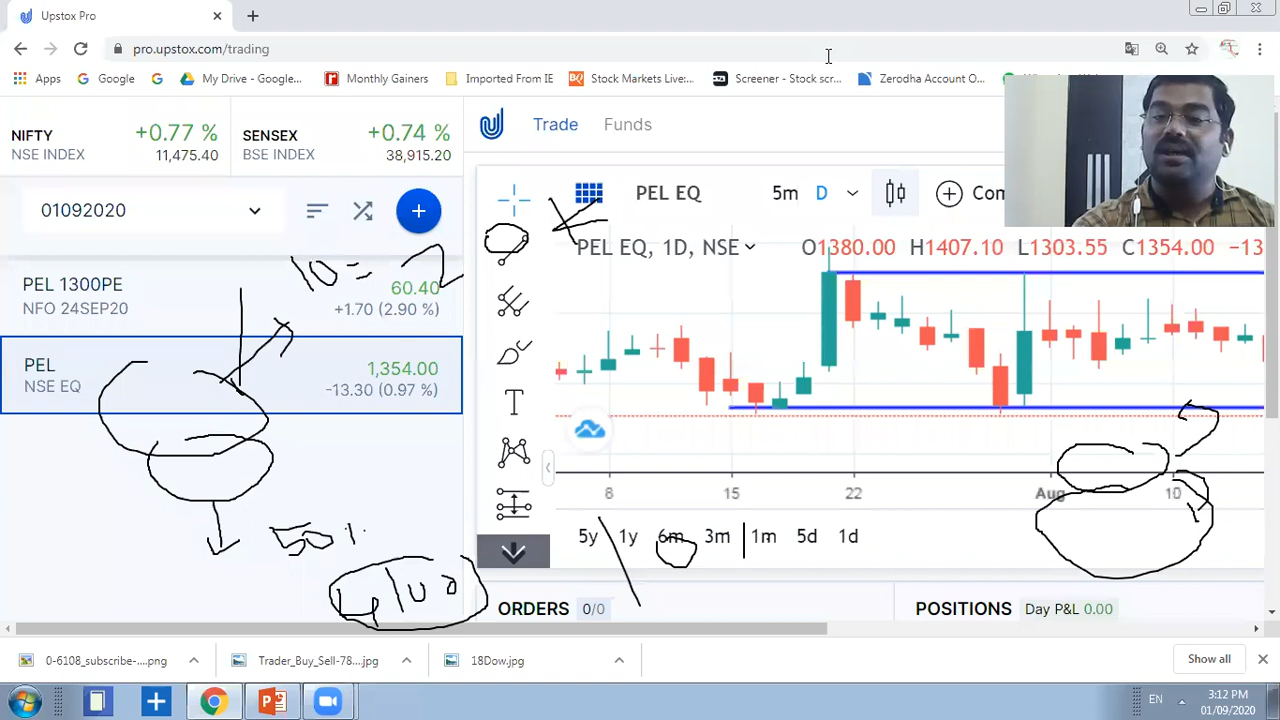 Upstox Pro
pro.upstox.com/trading
Apps
Google
My Drive - Google...
Monthly Gainers
Imported From IE
Stock Markets Live:...
Screener - Stock scr...
Zerodha Account O...
NIFTY +0.77 %
NSE INDEX 11,475.40
SENSEX +0.74 %
BSE INDEX 38,915.20
Trade Funds
01092020
PEL EQ 5m D Com
PEL EQ, 1D, NSE O1380.00 H1407.10 L1303.55 C1354.00 −13
10 = 2
PEL 1300PE 60.40
NFO 24SEP20 +1.70 (2.90 %)
PEL 1,354.00
NSE EQ -13.30 (0.97 %)
T
8 15 22 Aug 10
5y 1y 6m 3m 1m 5d 1d
50
ORDERS 0/0
POSITIONS Day P&L 0.00
0-6108_subscribe-....png
Trader_Buy_Sell-78....jpg
18Dow.jpg
Show all
EN
3:12 PM
01/09/2020